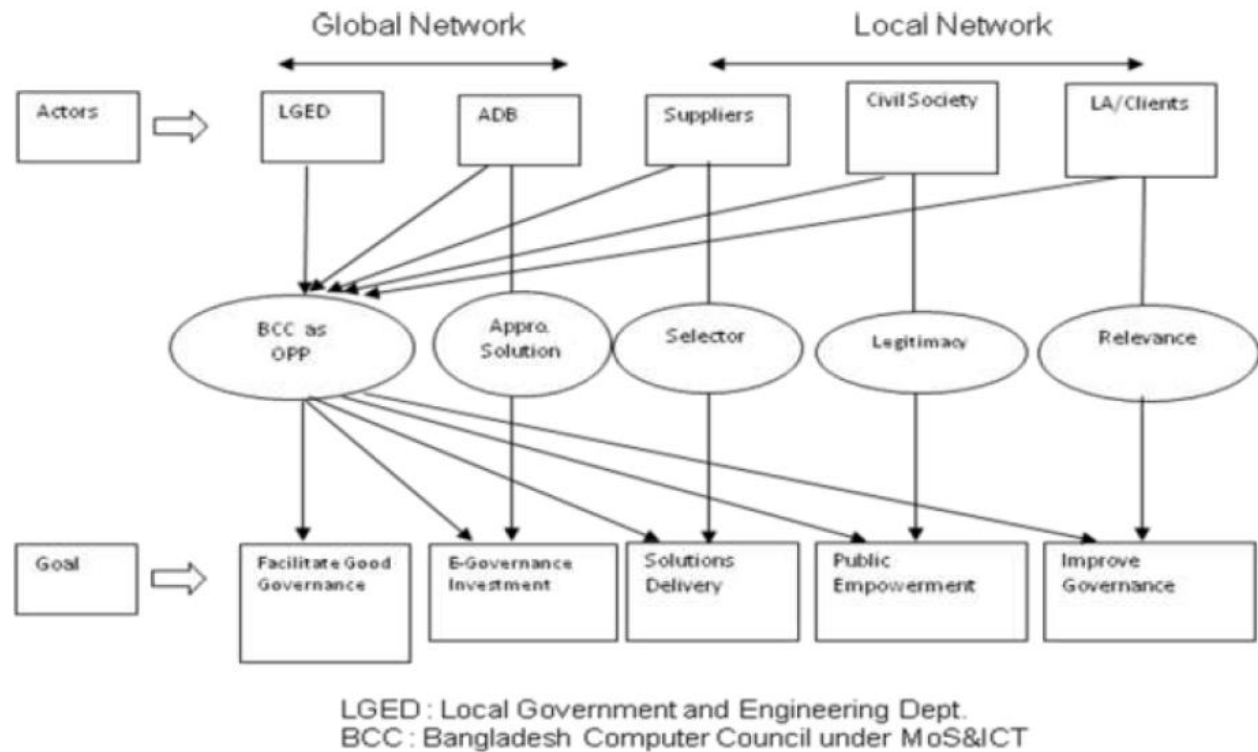 Global Network
Local Network
Actors
LGED
ADB
Suppliers
Civil Society
LA/Clients
BCC as
OPP
Appro.
Solution
Selector
Legitimacy
Relevance
Goal
Facilitate Good
Governance
E-Governance
Investment
Solutions
Delivery
Public
Empowerment
Improve
Governance
LGED : Local Government and Engineering Dept.
BCC : Bangladesh Computer Council under MoS&ICT